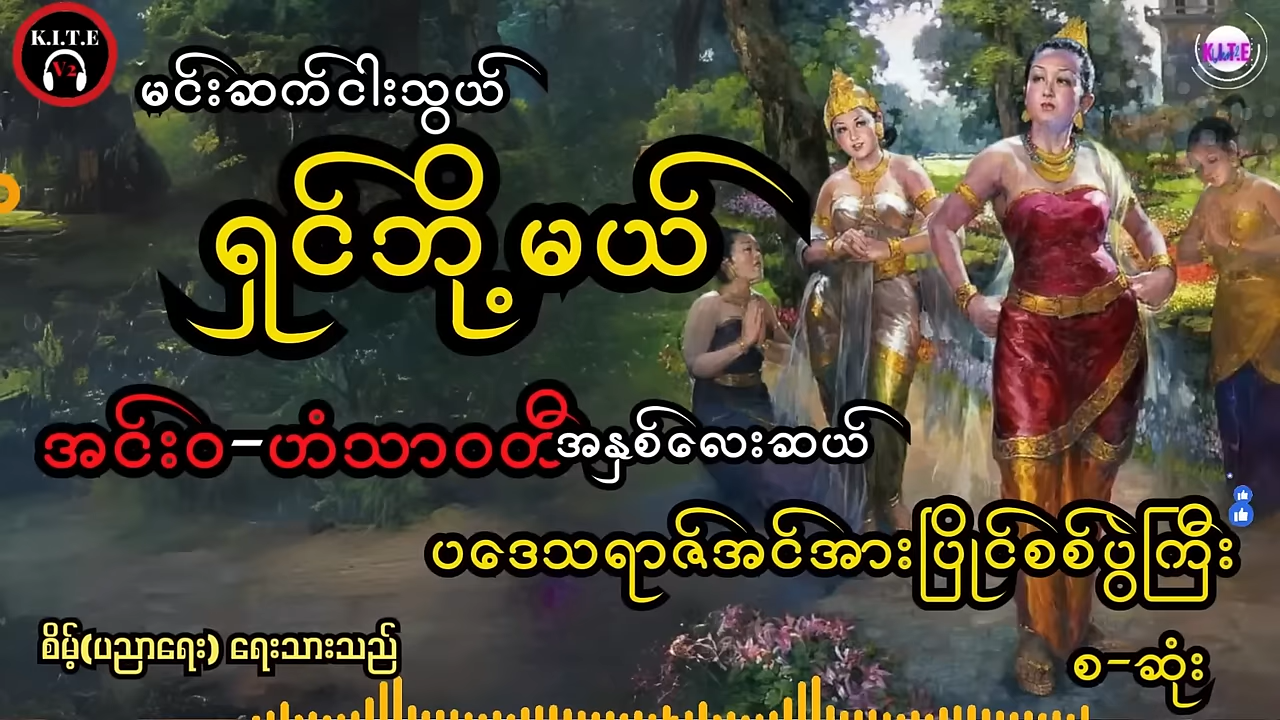 K.I.T.E
V2
K.I.T.E
မင်းဆက်ငါးသွယ်
ရှင်ဘို့မယ်
အင်းဝ-ဟံသာဝတီ အနှစ်လေးဆယ်
ပဒေသရာဇ်အင်အားပြိုင်စစ်ပွဲကြီး
စိမ့်(ပညာရေး) ရေးသားသည်
စ-ဆုံး